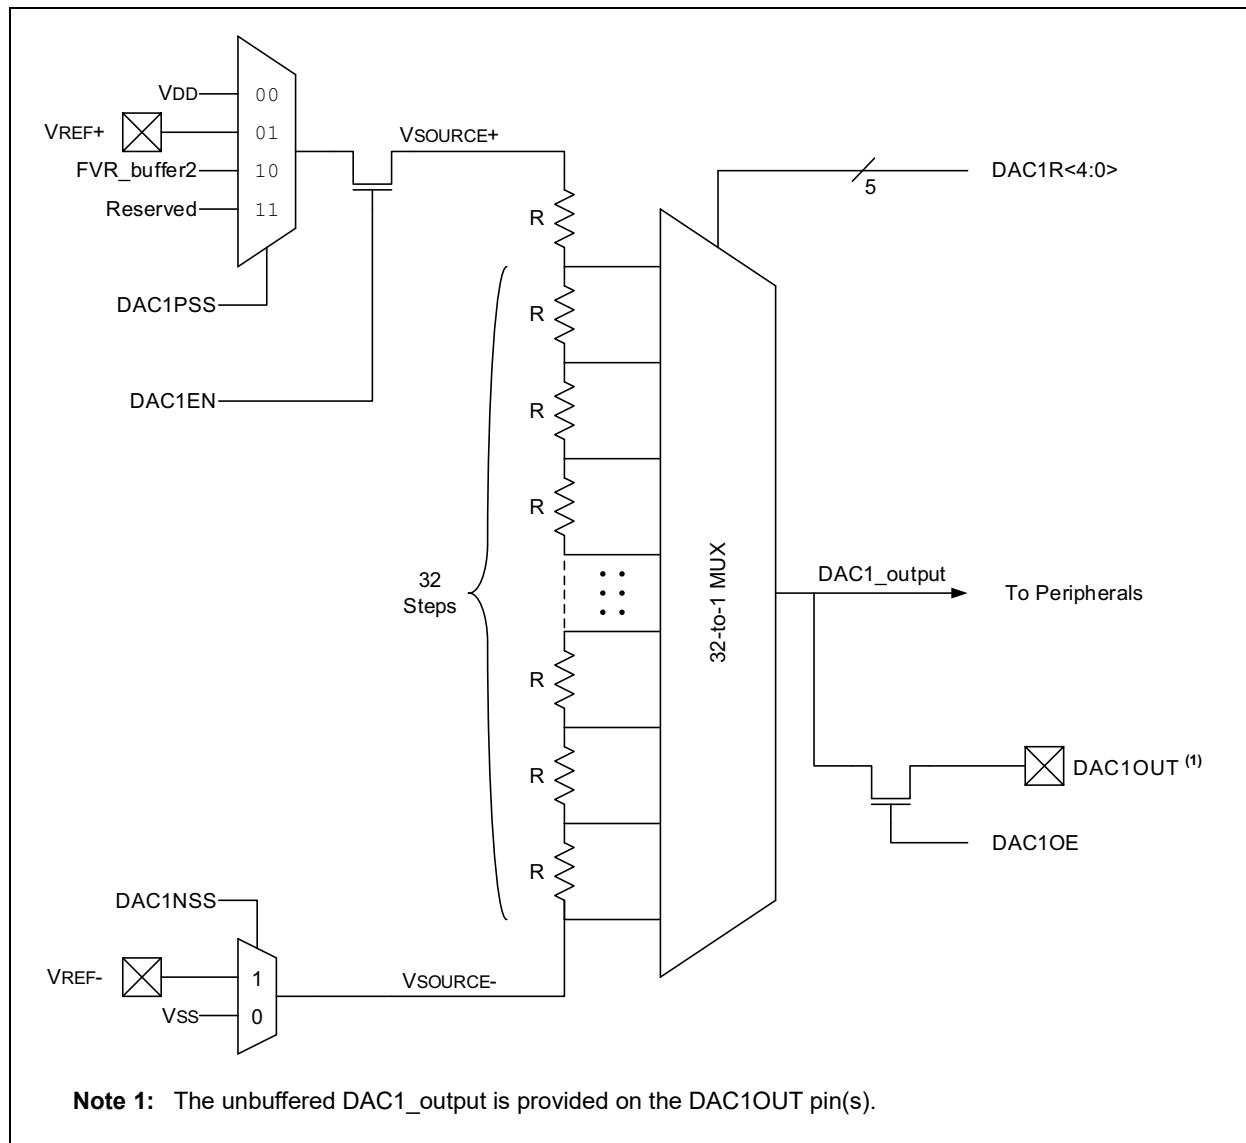 VDD
00
VREF+
01
FVR_buffer2
10
Reserved
11
VSOURCE+
DAC1R<4:0>
5
R
DAC1PSS
R
DAC1EN
R
R
32
Steps
32-to-1 MUX
DAC1_output
To Peripherals
R
R
DAC1OUT (1)
DAC1OE
R
DAC1NSS
VREF-
1
VSOURCE-
VSS
0
Note 1: The unbuffered DAC1_output is provided on the DAC1OUT pin(s).